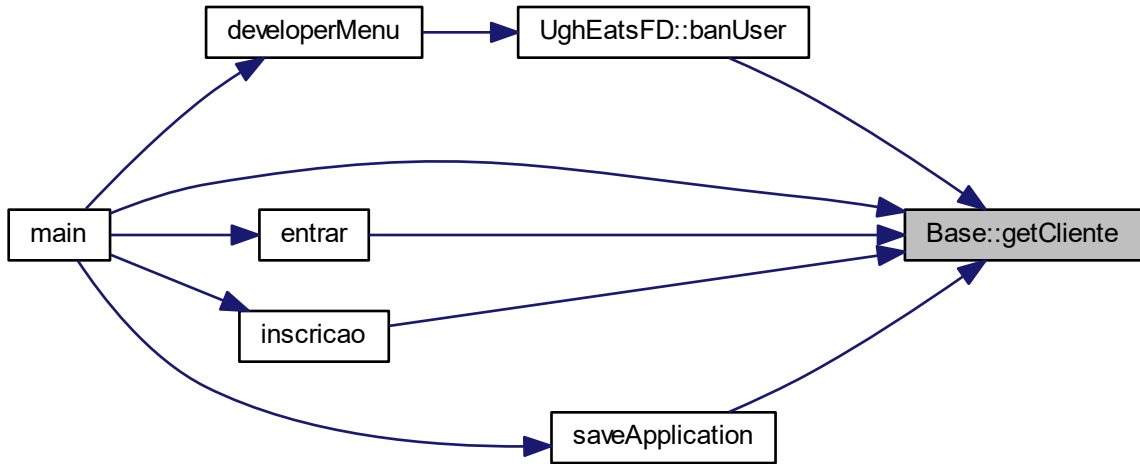 developerMenu
UghEatsFD::banUser
main
entrar
Base::getCliente
inscricao
saveApplication